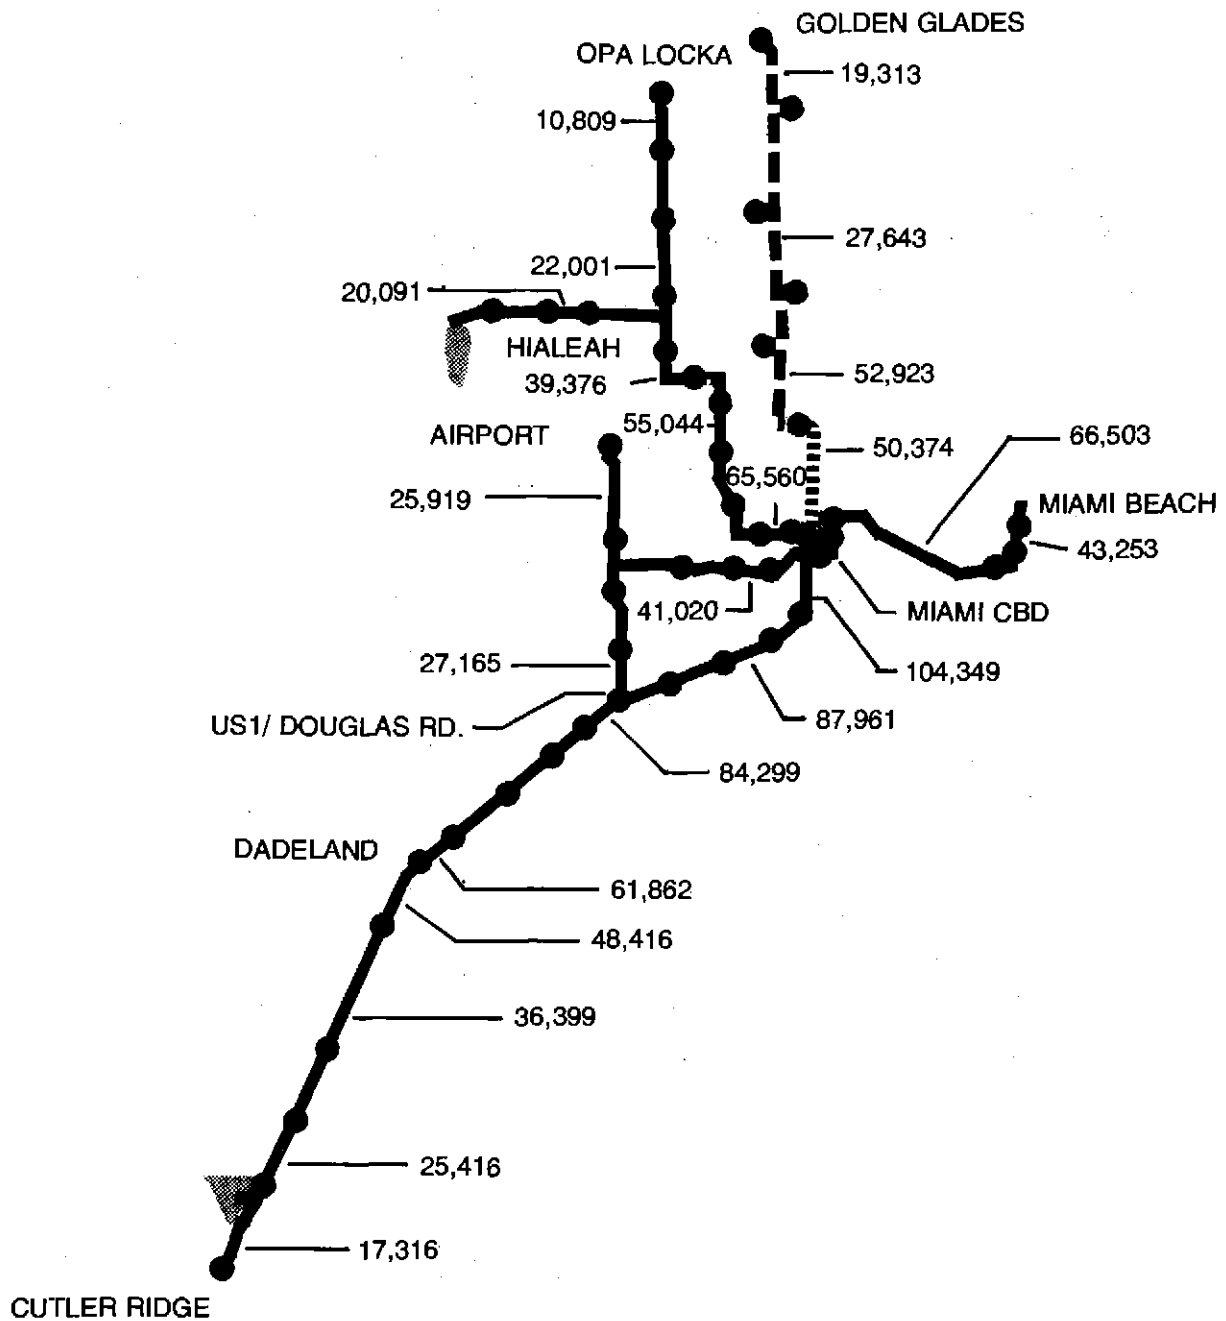 GOLDEN GLADES
OPA LOCKA
19,313
10,809
27,643
22,001
20,091
HIALEAH
52,923
39,376
55,044
AIRPORT
66,503
50,374
65,560
25,919
MIAMI BEACH
43,253
41,020
MIAMI CBD
27,165
104,349
US1/ DOUGLAS RD.
87,961
84,299
DADELAND
61,862
48,416
36,399
25,416
17,316
CUTLER RIDGE